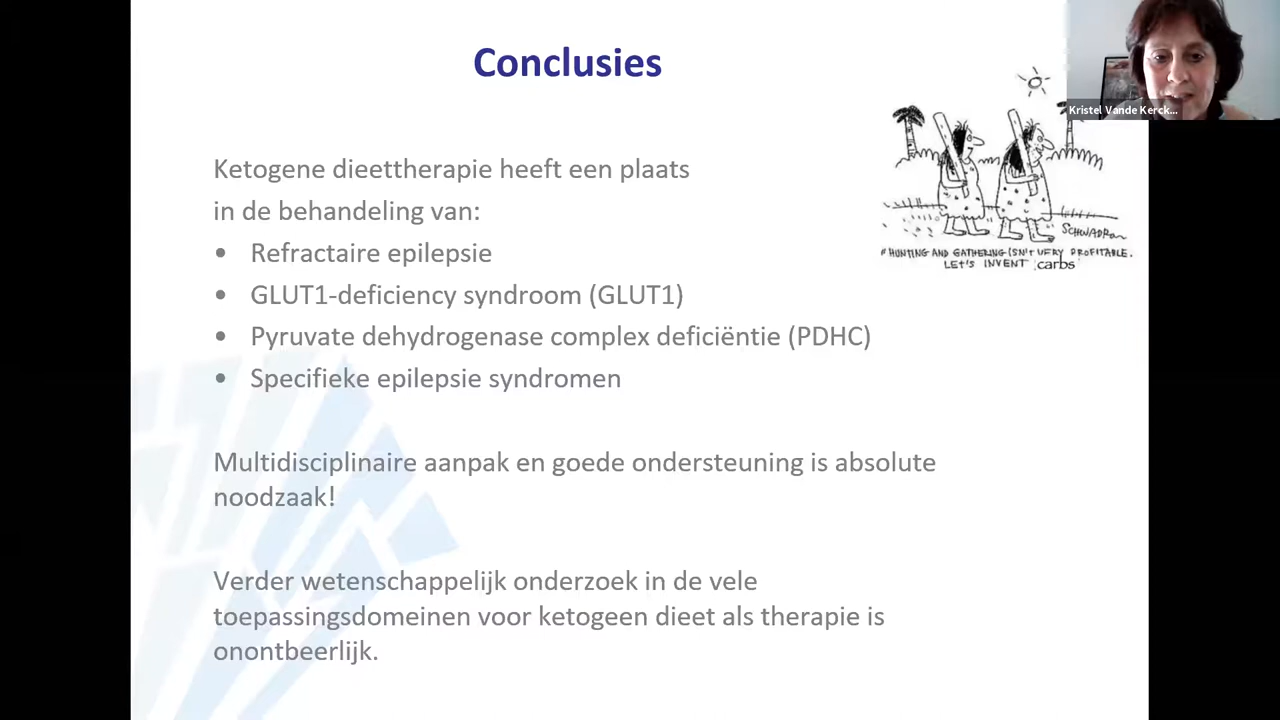 Conclusies
Kristel Vande Kerck...
Ketogene dieettherapie heeft een plaats
in de behandeling van:
• Refractaire epilepsie
• GLUT1-deficiency syndroom (GLUT1)
• Pyruvate dehydrogenase complex deficiëntie (PDHC)
• Specifieke epilepsie syndromen
SCHWADRON
"HUNTING AND GATHERING ISN'T VERY PROFITABLE.
LET'S INVENT carbs
Multidisciplinaire aanpak en goede ondersteuning is absolute
noodzaak!
Verder wetenschappelijk onderzoek in de vele
toepassingsdomeinen voor ketogeen dieet als therapie is
onontbeerlijk.